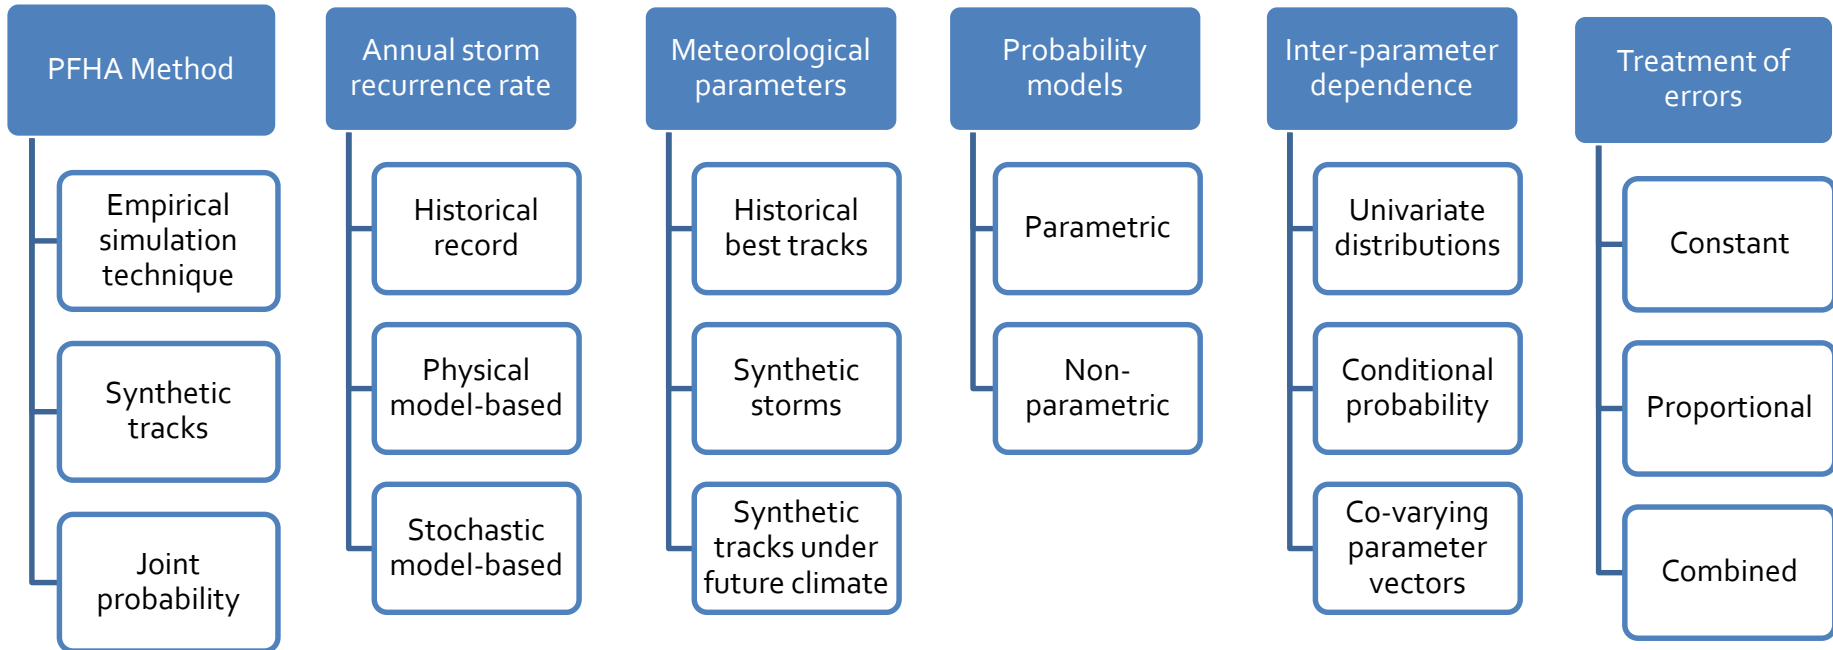 PFHA Method
Empirical
simulation
technique
Synthetic
tracks
Joint
probability
Annual storm
recurrence rate
Historical
record
Physical
model-based
Stochastic
model-based
Meteorological
parameters
Historical
best tracks
Synthetic
storms
Synthetic
tracks under
future climate
Probability
models
Parametric
Non-
parametric
Inter-parameter
dependence
Univariate
distributions
Conditional
probability
Co-varying
parameter
vectors
Treatment of
errors
Constant
Proportional
Combined